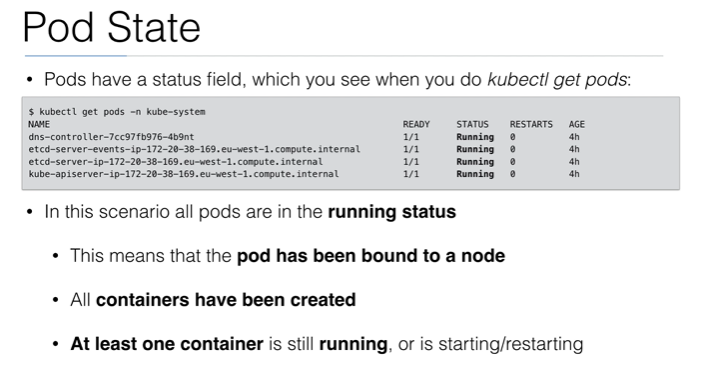 Pod State
• Pods have a status field, which you see when you do kubectl get pods:
$ kubectl get pods -n kube-system
NAME READY STATUS RESTARTS AGE
dns-controller-7cc97fb976-4b9nt 1/1 Running 0 4h
etcd-server-events-ip-172-20-38-169.eu-west-1.compute.internal 1/1 Running 0 4h
etcd-server-ip-172-20-38-169.eu-west-1.compute.internal 1/1 Running 0 4h
kube-apiserver-ip-172-20-38-169.eu-west-1.compute.internal 1/1 Running 0 4h
• In this scenario all pods are in the running status
• This means that the pod has been bound to a node
• All containers have been created
• At least one container is still running, or is starting/restarting